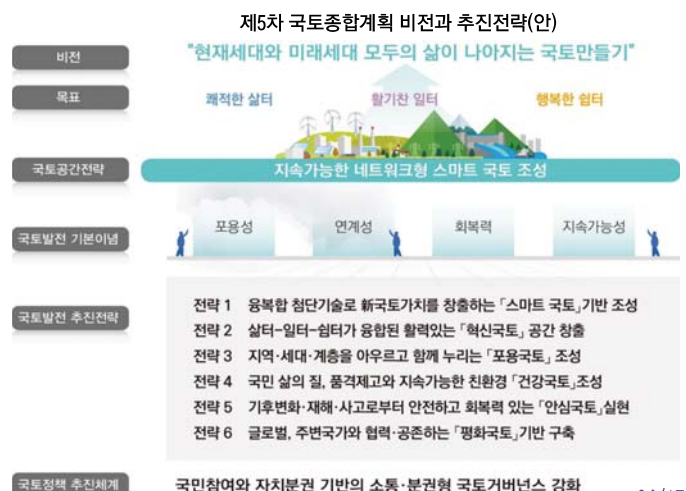 제5차 국토종합계획 비전과 추진전략(안)
비전
"현재세대와 미래세대 모두의 삶이 나아지는 국토만들기"
목표
쾌적한 삶터 활기찬 일터 행복한 쉼터
국토공간전략
지속가능한 네트워크형 스마트 국토 조성
국토발전 기본이념
포용성 연계성 회복력 지속가능성
국토발전 추진전략
전략 1 융복합 첨단기술로 新국토가치를 창출하는 「스마트 국토」기반 조성
전략 2 삶터-일터-쉼터가 융합된 활력있는 「혁신국토」 공간 창출
전략 3 지역·세대·계층을 아우르고 함께 누리는 「포용국토」 조성
전략 4 국민 삶의 질, 품격제고와 지속가능한 친환경 「건강국토」조성
전략 5 기후변화·재해·사고로부터 안전하고 회복력 있는 「안심국토」실현
전략 6 글로벌, 주변국가와 협력·공존하는 「평화국토」기반 구축
국토정책 추진체계
국민참여와 자치분권 기반의 소통·분권형 국토거버넌스 강화